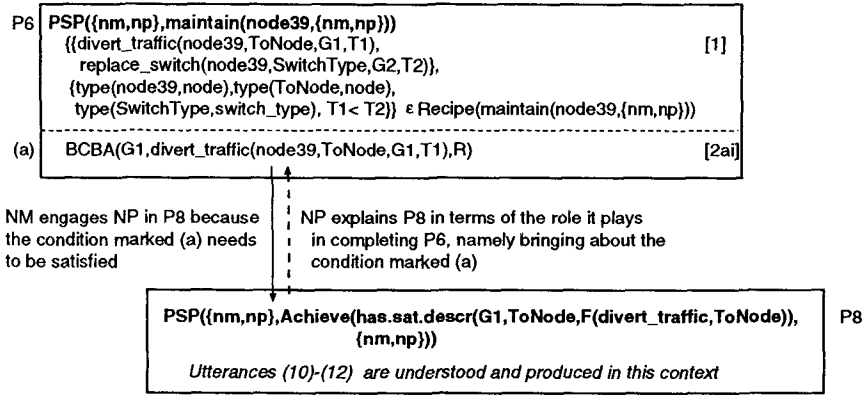 P6 PSP({nm,np},maintain(node39,{nm,np}))
{{divert_traffic(node39,ToNode,G1,T1), [1]
replace_switch(node39,SwitchType,G2,T2)},
{type(node39,node),type(ToNode,node),
type(SwitchType,switch_type), T1< T2}} ε Recipe(maintain(node39,{nm,np}))
(a) BCBA(G1,divert_traffic(node39,ToNode,G1,T1),R) [2ai]
NM engages NP in P8 because
the condition marked (a) needs
to be satisfied
NP explains P8 in terms of the role it plays
in completing P6, namely bringing about the
condition marked (a)
PSP({nm,np},Achieve(has.sat.descr(G1,ToNode,F(divert_traffic,ToNode)), P8
{nm,np}))
Utterances (10)-(12) are understood and produced in this context